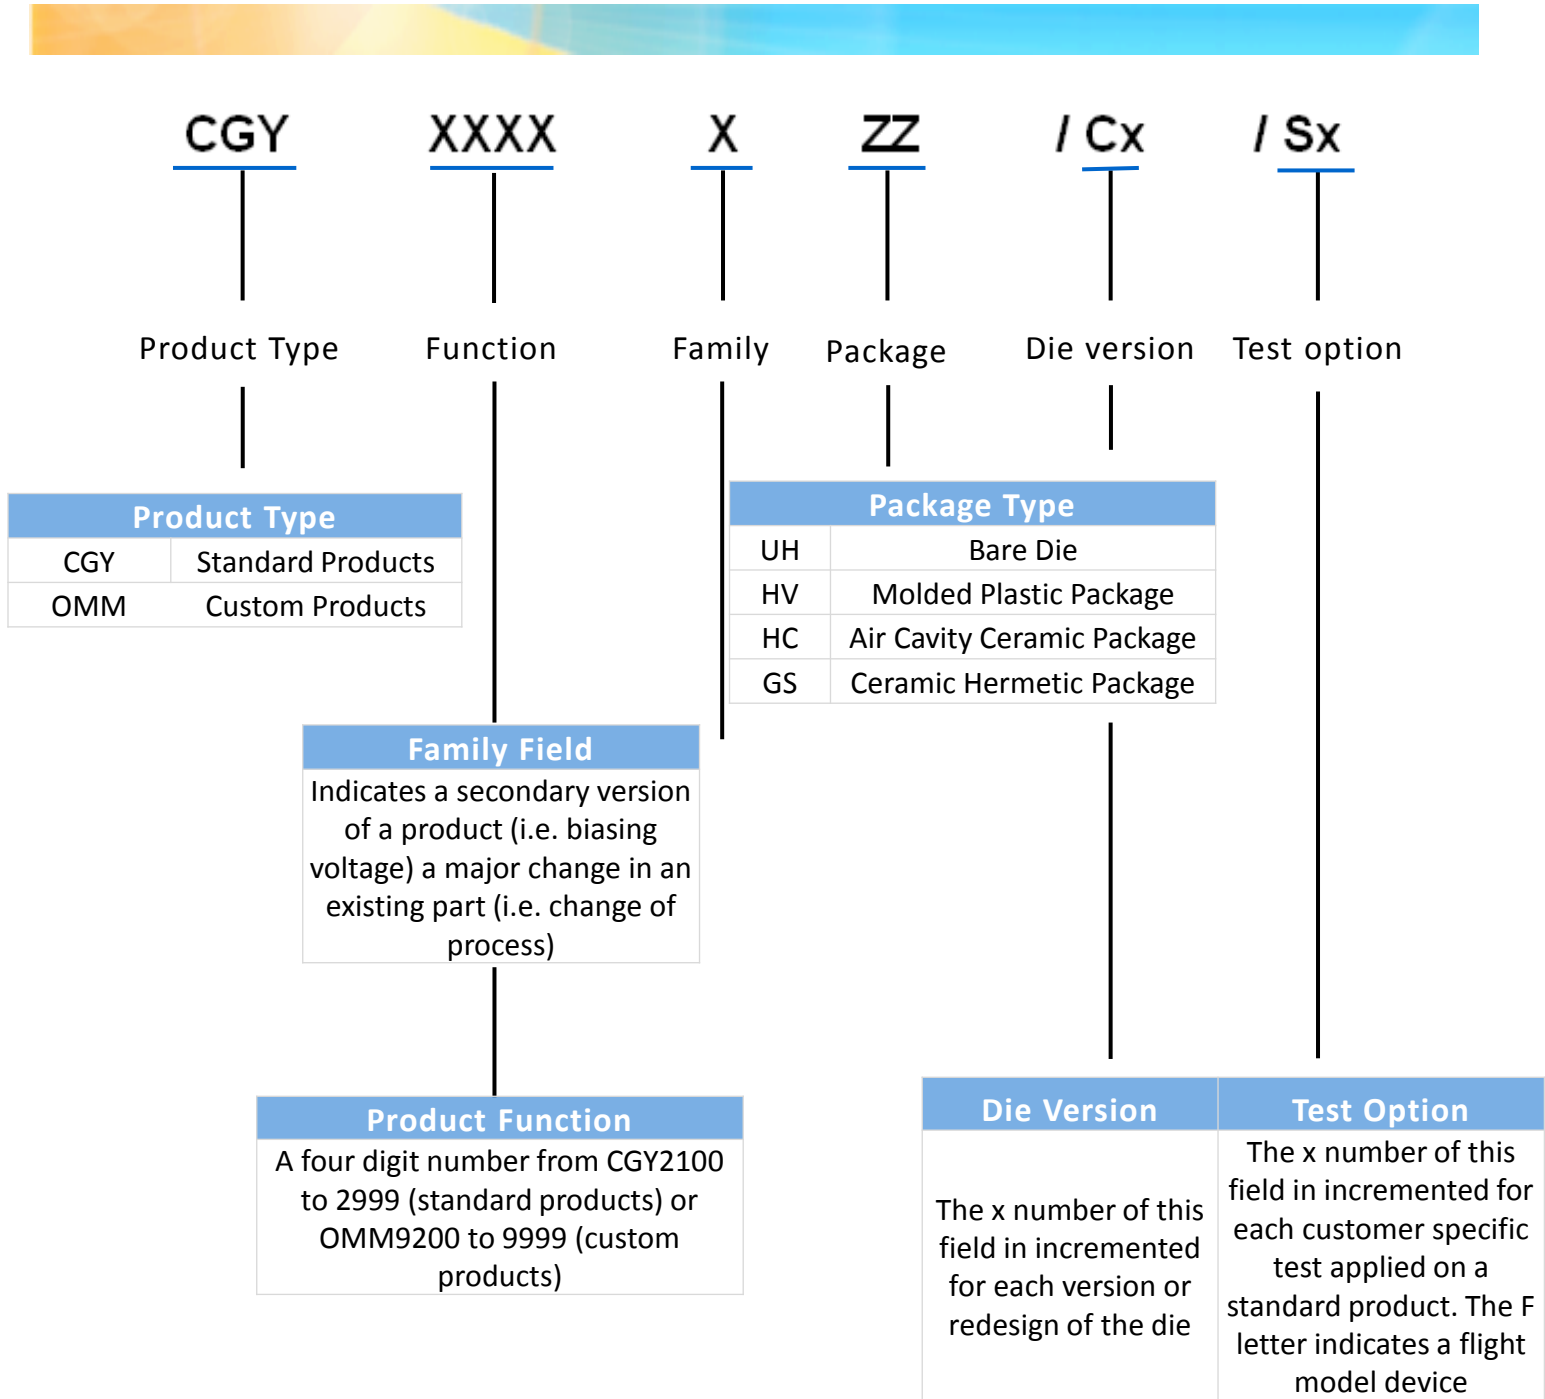 CGY XXXX X ZZ / Cx / Sx
Product Type Function Family Package Die version Test option
Product Type
CGY Standard Products
OMM Custom Products
Package Type
UH Bare Die
HV Molded Plastic Package
HC Air Cavity Ceramic Package
GS Ceramic Hermetic Package
Family Field
Indicates a secondary version
of a product (i.e. biasing
voltage) a major change in an
existing part (i.e. change of
process)
Product Function
A four digit number from CGY2100
to 2999 (standard products) or
OMM9200 to 9999 (custom
products)
Die Version
The x number of this
field in incremented
for each version or
redesign of the die
Test Option
The x number of this
field in incremented for
each customer specific
test applied on a
standard product. The F
letter indicates a flight
model device